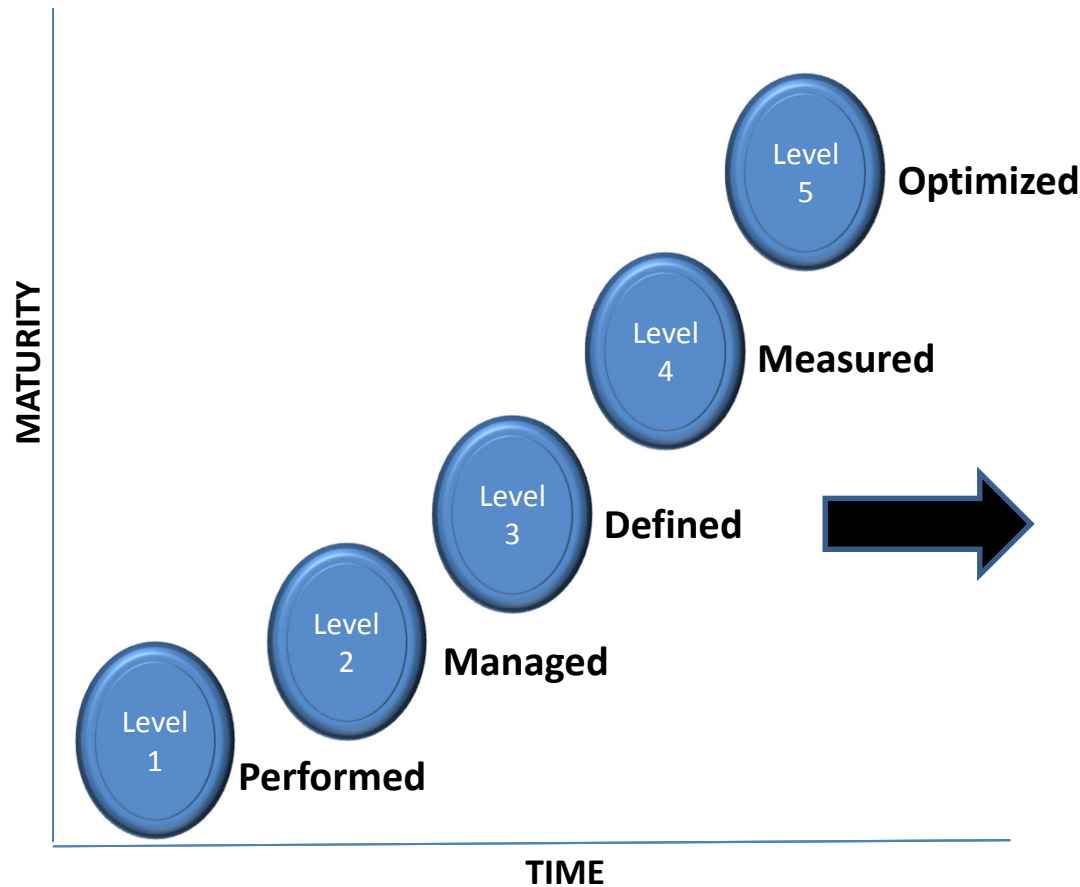 Level
5
Optimized
Level
4
Measured
MATURITY
Level
3
Defined
Level
2
Managed
Level
1
Performed
TIME